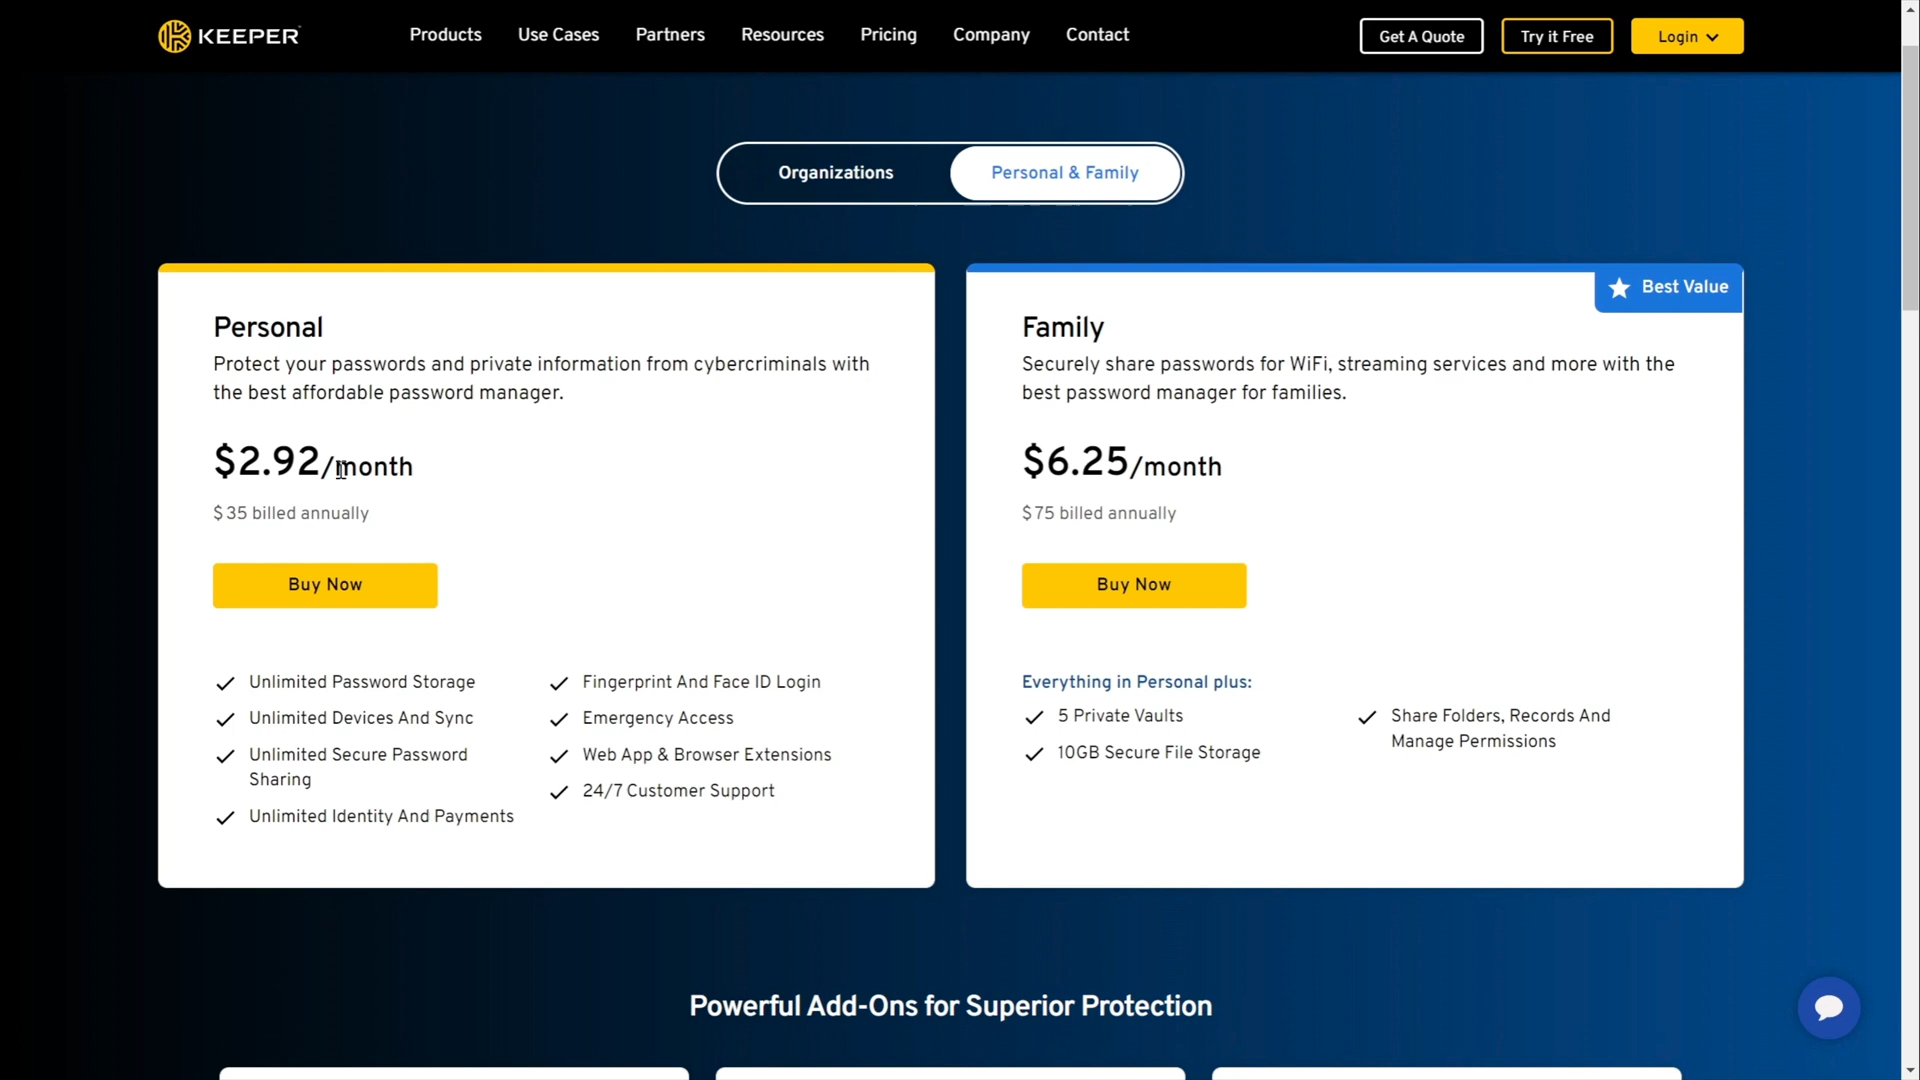 KEEPER
Products
Use Cases
Partners
Resources
Pricing
Company
Contact
Get A Quote
Try it Free
Login
Organizations
Personal & Family
Personal
Protect your passwords and private information from cybercriminals with
the best affordable password manager.
$2.92/month
$35 billed annually
Buy Now
Unlimited Password Storage
Unlimited Devices And Sync
Unlimited Secure Password
Sharing
Unlimited Identity And Payments
Fingerprint And Face ID Login
Emergency Access
Web App & Browser Extensions
24/7 Customer Support
Best Value
Family
Securely share passwords for WiFi, streaming services and more with the
best password manager for families.
$6.25/month
$75 billed annually
Buy Now
Everything in Personal plus:
5 Private Vaults
10GB Secure File Storage
Share Folders, Records And
Manage Permissions
Powerful Add-Ons for Superior Protection